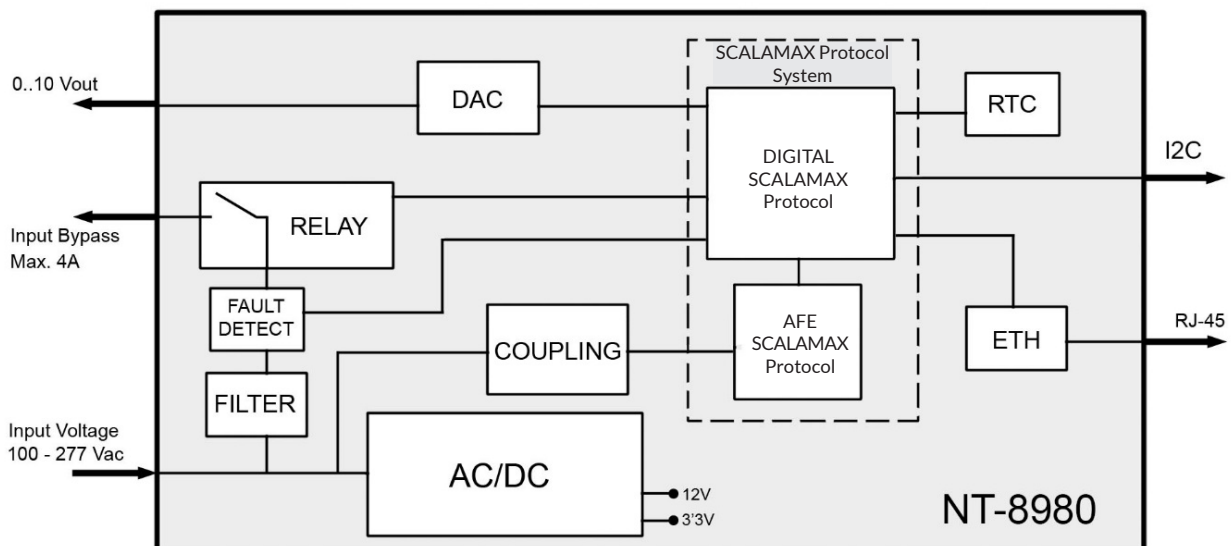 SCALAMAX Protocol
System
0..10 Vout
DAC
RTC
DIGITAL
SCALAMAX
Protocol
I2C
RELAY
Input Bypass
Max. 4A
FAULT
DETECT
COUPLING
AFE
SCALAMAX
Protocol
ETH
RJ-45
FILTER
Input Voltage
100 - 277 Vac
AC/DC
12V
3'3V
NT-8980